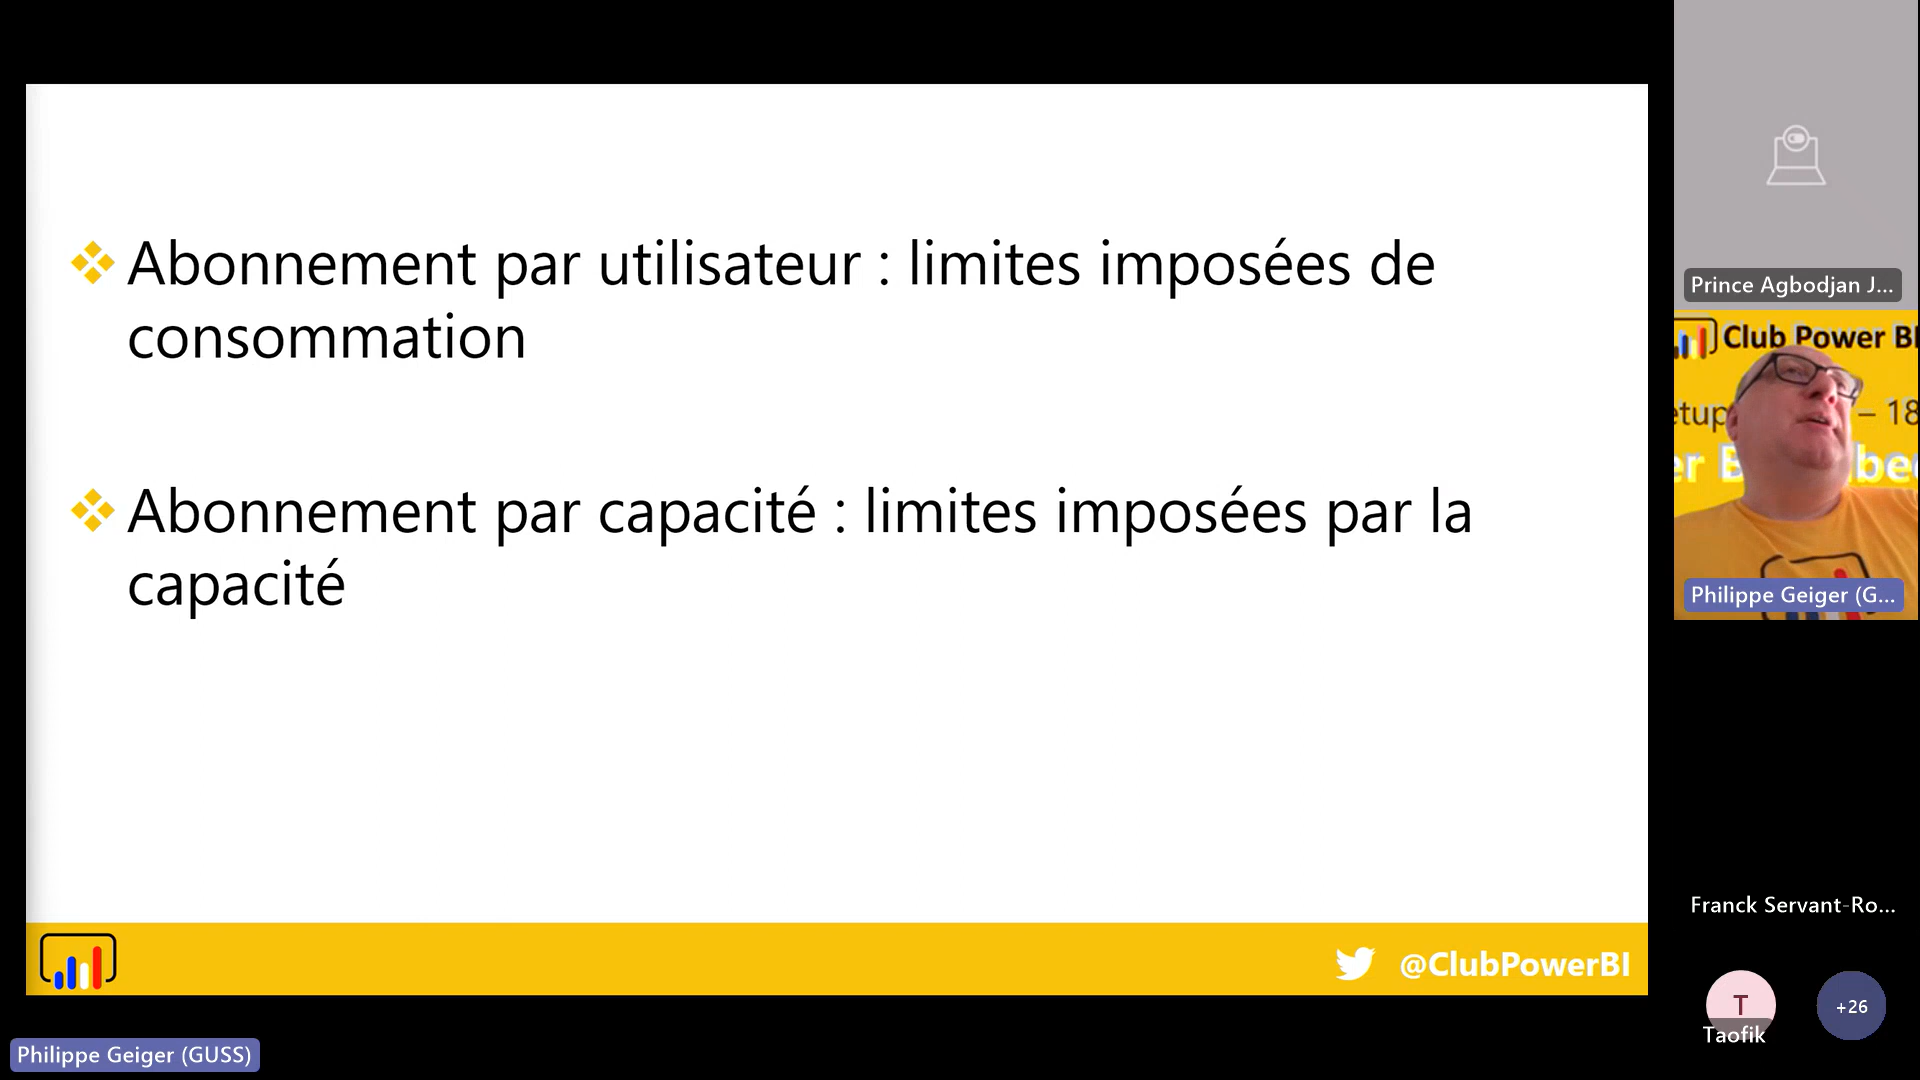 Abonnement par utilisateur : limites imposées de
consommation
Abonnement par capacité : limites imposées par la
capacité
@ClubPowerBI
Philippe Geiger (GUSS)
Prince Agbodjan J...
Club Power BI
– 18
Philippe Geiger (G...
Franck Servant-Ro...
T
Taofik
+26